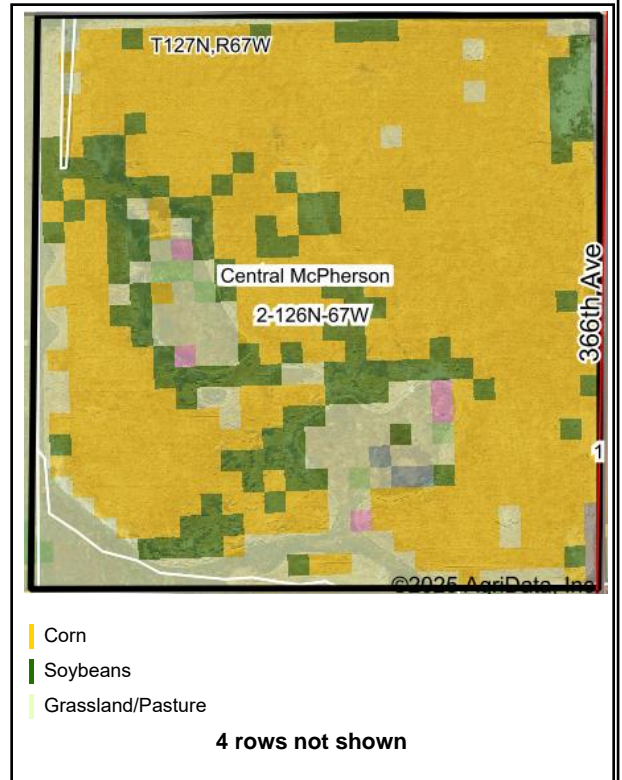 T127N,R67W
Central McPherson
2-126N-67W
366th Ave
1
©2025 AgriData, Inc
Corn
Soybeans
Grassland/Pasture
4 rows not shown